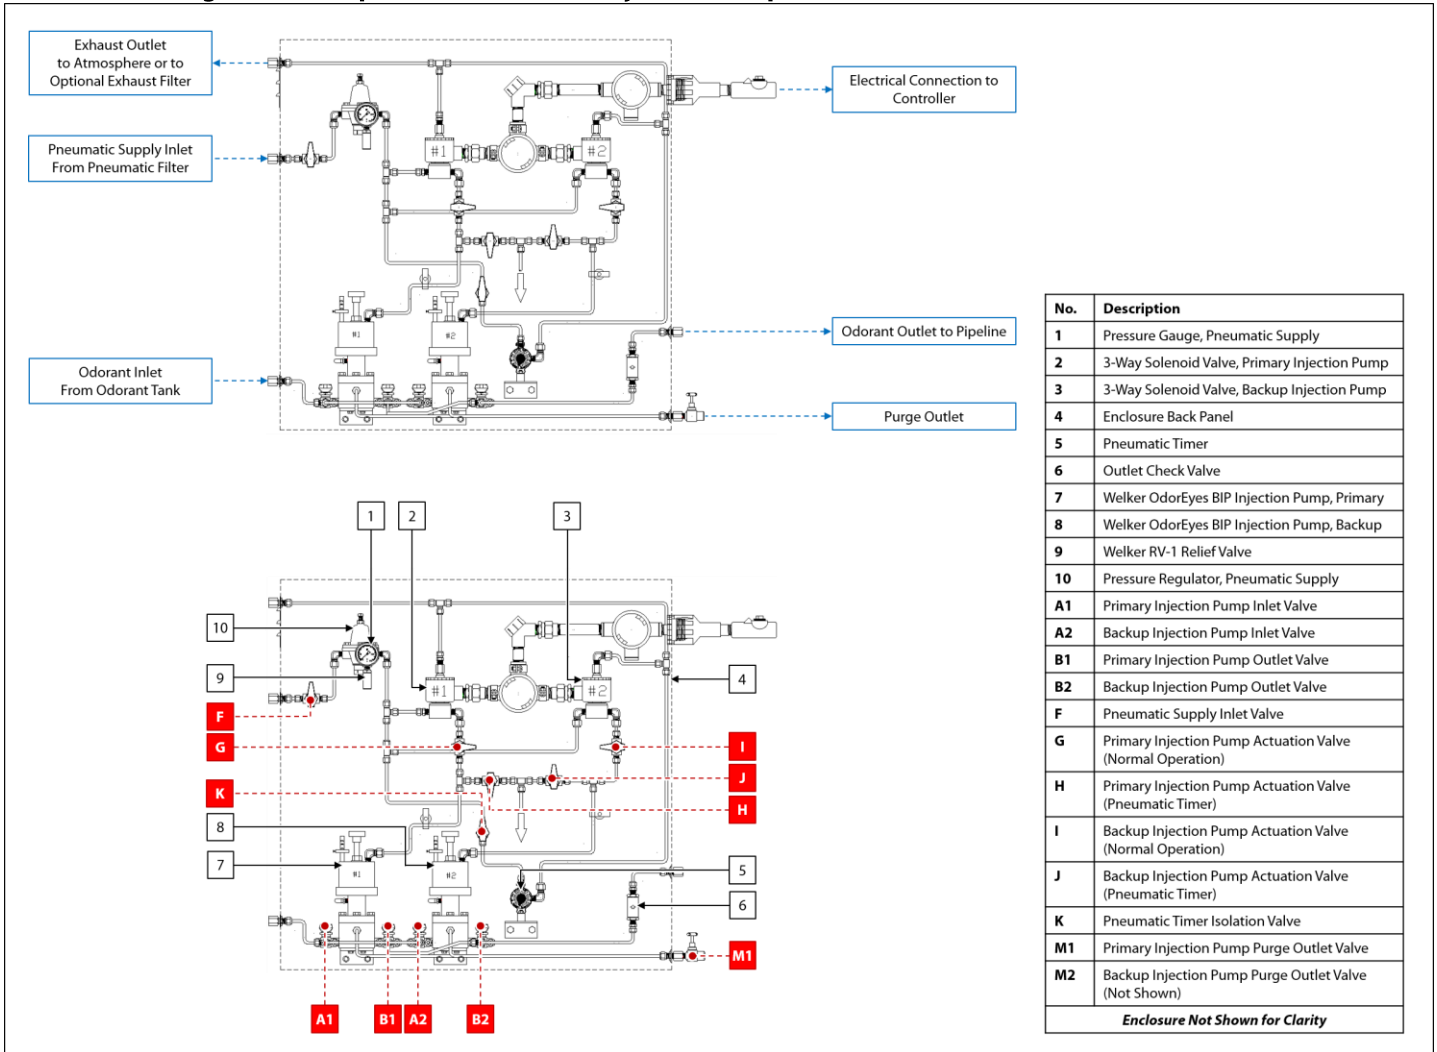 Exhaust Outlet
to Atmosphere or to
Optional Exhaust Filter
Electrical Connection to
Controller
Pneumatic Supply Inlet
From Pneumatic Filter
#1
#2
Odorant Outlet to Pipeline
#1
#2
Odorant Inlet
From Odorant Tank
Purge Outlet
1
2
3
10
9
4
#1
#2
F
G
I
J
K
H
8
7
5
6
M1
A1
B1
A2
B2
No. Description
1 Pressure Gauge, Pneumatic Supply
2 3-Way Solenoid Valve, Primary Injection Pump
3 3-Way Solenoid Valve, Backup Injection Pump
4 Enclosure Back Panel
5 Pneumatic Timer
6 Outlet Check Valve
7 Welker OdorEyes BIP Injection Pump, Primary
8 Welker OdorEyes BIP Injection Pump, Backup
9 Welker RV-1 Relief Valve
10 Pressure Regulator, Pneumatic Supply
A1 Primary Injection Pump Inlet Valve
A2 Backup Injection Pump Inlet Valve
B1 Primary Injection Pump Outlet Valve
B2 Backup Injection Pump Outlet Valve
F Pneumatic Supply Inlet Valve
G Primary Injection Pump Actuation Valve
(Normal Operation)
H Primary Injection Pump Actuation Valve
(Pneumatic Timer)
I Backup Injection Pump Actuation Valve
(Normal Operation)
J Backup Injection Pump Actuation Valve
(Pneumatic Timer)
K Pneumatic Timer Isolation Valve
M1 Primary Injection Pump Purge Outlet Valve
M2 Backup Injection Pump Purge Outlet Valve
(Not Shown)
Enclosure Not Shown for Clarity